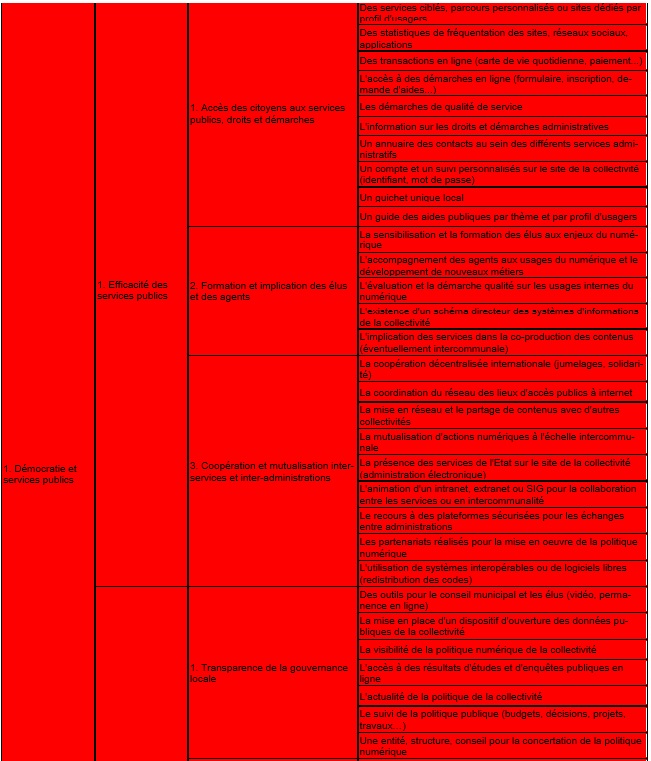 Des services ciblés, parcours personnalisés ou sites dédiés par
profil d'usagers
Des statistiques de fréquentation des sites, réseaux sociaux,
applications
Des transactions en ligne (carte de vie quotidienne, paiement...)
L'accès à des démarches en ligne (formulaire, inscription, de-
mande d'aides...)
1. Accès des citoyens aux services
publics, droits et démarches
Les démarches de qualité de service
L'information sur les droits et démarches administratives
Un annuaire des contacts au sein des différents services admi-
nistratifs
Un compte et un suivi personnalisés sur le site de la collectivité
(identifiant, mot de passe)
Un guichet unique local
Un guide des aides publiques par thème et par profil d'usagers
La sensibilisation et la formation des élus aux enjeux du numé-
rique
L'accompagnement des agents aux usages du numérique et le
développement de nouveaux métiers
1. Efficacité des
services publics
2. Formation et implication des élus
et des agents
L'évaluation et la démarche qualité sur les usages internes du
numérique
L'existence d'un schéma directeur des systèmes d'informations
de la collectivité
L'implication des services dans la co-production des contenus
(éventuellement intercommunale)
La coopération décentralisée internationale (jumelages, solidari-
té)
La coordination du réseau des lieux d'accès publics à internet
La mise en réseau et le partage de contenus avec d'autres
collectivités
La mutualisation d'actions numériques à l'échelle intercommu-
nale
1. Démocratie et
services publics
3. Coopération et mutualisation inter-
services et inter-administrations
La présence des services de l'Etat sur le site de la collectivité
(administration électronique)
L'animation d'un intranet, extranet ou SIG pour la collaboration
entre les services ou en intercommunalité
Le recours à des plateformes sécurisées pour les échanges
entre administrations
Les partenariats réalisés pour la mise en oeuvre de la politique
numérique
L'utilisation de systèmes interopérables ou de logiciels libres
(redistribution des codes)
Des outils pour le conseil municipal et les élus (vidéo, perma-
nence en ligne)
La mise en place d'un dispositif d'ouverture des données pu-
bliques de la collectivité
La visibilité de la politique numérique de la collectivité
1. Transparence de la gouvernance
locale
L'accès à des résultats d'études et d'enquêtes publiques en
ligne
L'actualité de la politique de la collectivité
Le suivi de la politique publique (budgets, décisions, projets,
travaux...)
Une entité, structure, conseil pour la concertation de la politique
numérique